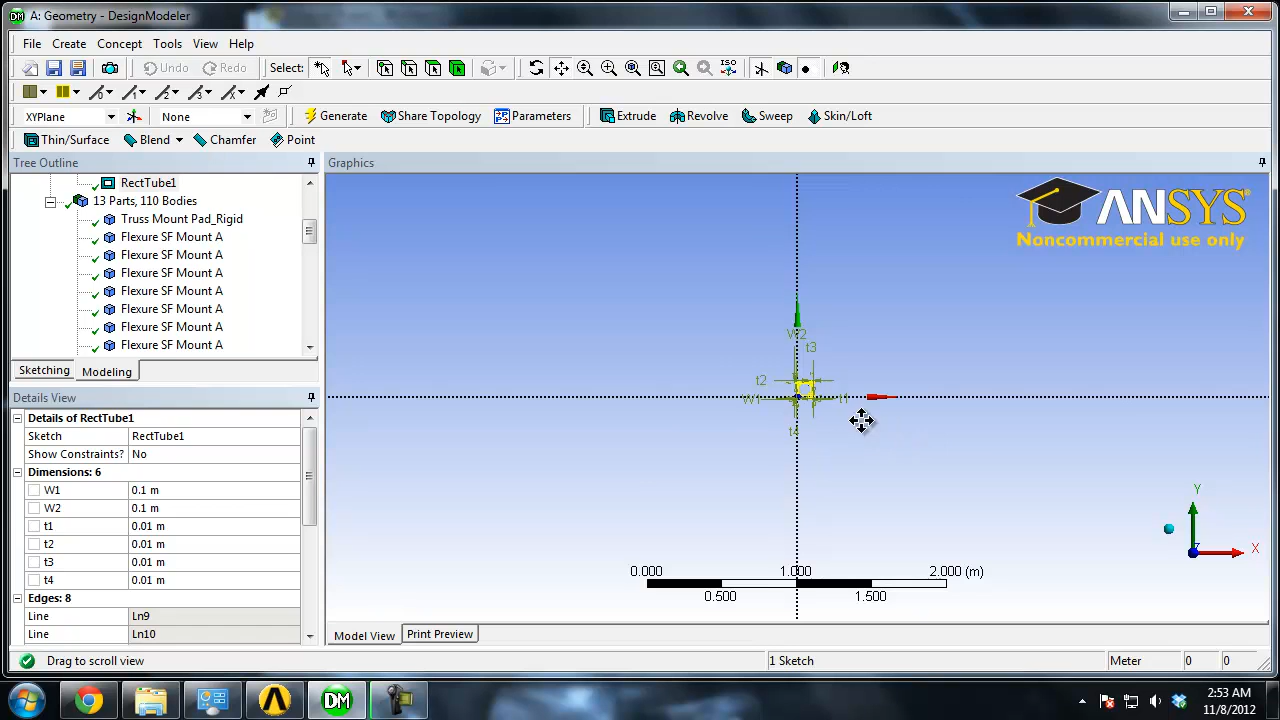 A: Geometry - DesignModeler
File Create Concept Tools View Help
Undo Redo Select: ISO
XYPlane None Generate Share Topology Parameters Extrude Revolve Sweep Skin/Loft
Thin/Surface Blend Chamfer Point
Tree Outline
RectTube1
13 Parts, 110 Bodies
Truss Mount Pad_Rigid
Flexure SF Mount A
Flexure SF Mount A
Flexure SF Mount A
Flexure SF Mount A
Flexure SF Mount A
Flexure SF Mount A
Flexure SF Mount A
Sketching Modeling
Details View
Details of RectTube1
Sketch RectTube1
Show Constraints? No
Dimensions: 6
W1 0.1 m
W2 0.1 m
t1 0.01 m
t2 0.01 m
t3 0.01 m
t4 0.01 m
Edges: 8
Line Ln9
Line Ln10
Graphics
ANSYS
Noncommercial use only
W2
t3
t2
W1 t1
t4
Y
X
Z
0.000 1.000 2.000 (m)
0.500 1.500
Model View Print Preview
Drag to scroll view 1 Sketch Meter 0 0
DM
2:53 AM
11/8/2012